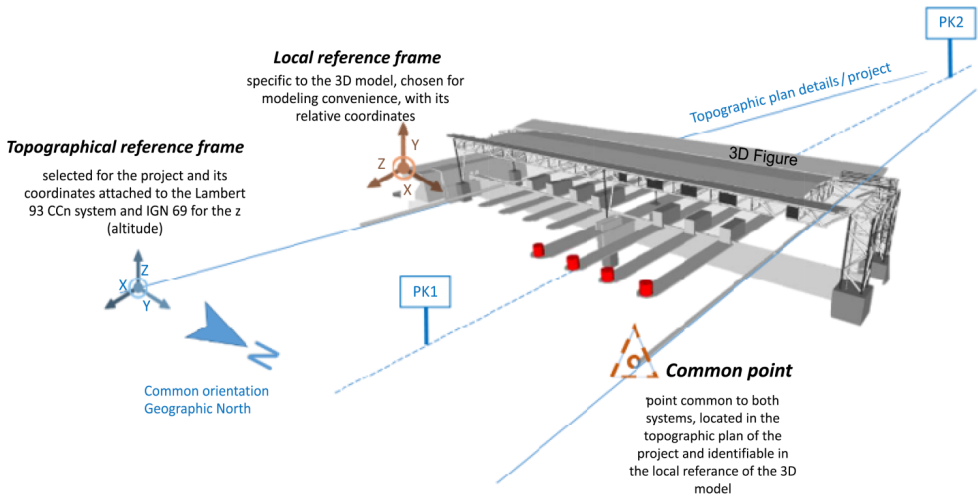 PK2
Local reference frame
specific to the 3D model, chosen for
modeling convenience, with its
relative coordinates
Topographic plan details/project
Topographical reference frame
selected for the project and its
coordinates attached to the Lambert
93 CCn system and IGN 69 for the z
(altitude)
Y
Z
X
3D Figure
Z
X
Y
PK1
N
Common orientation
Geographic North
Common point
point common to both
systems, located in the
topographic plan of the
project and identifiable in
the local referance of the 3D
model